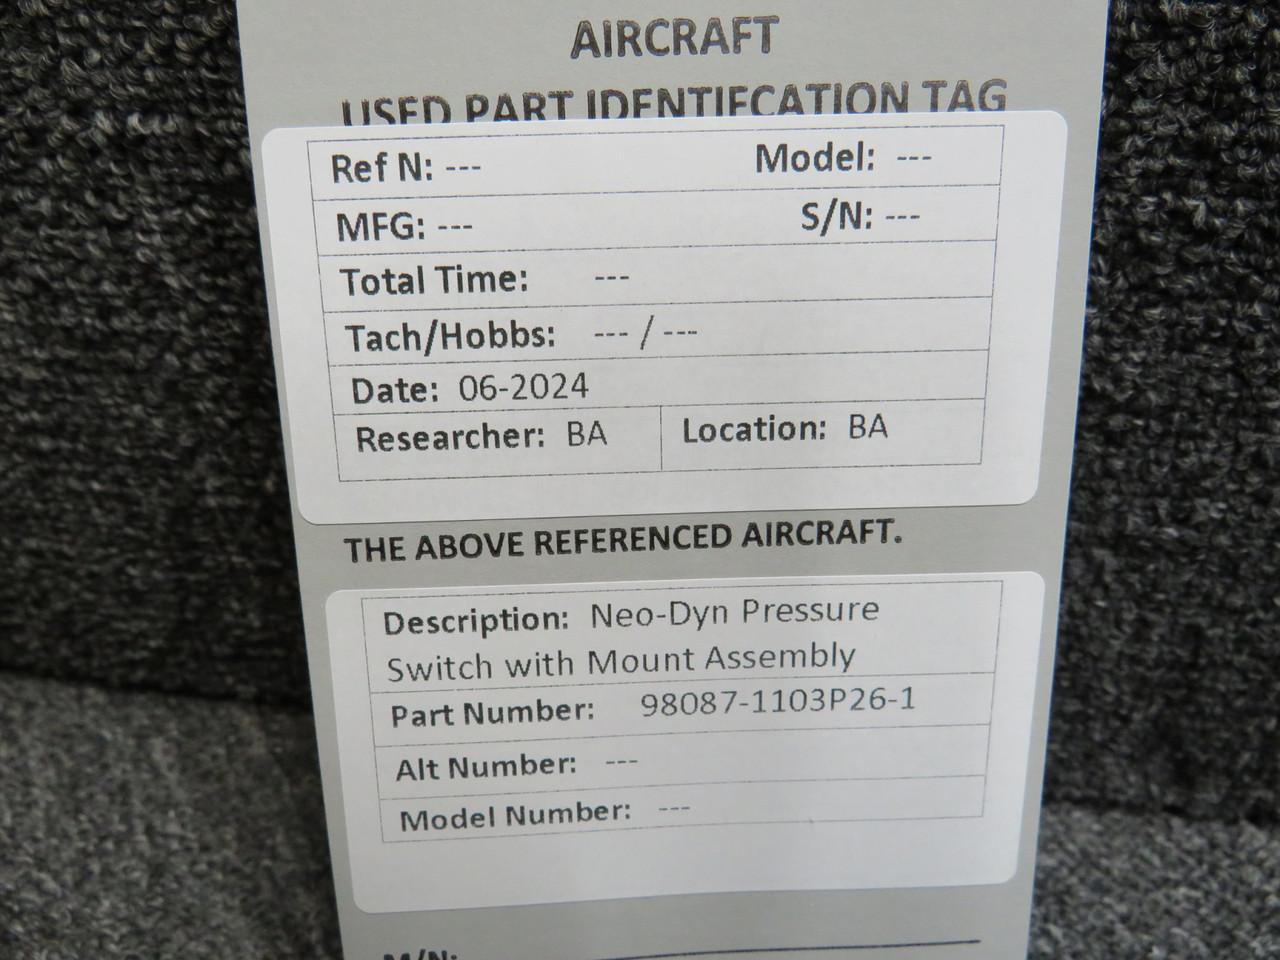 AIRCRAFT
USED PART IDENTIFCATION TAG
Ref N: --- Model: ---
MFG: --- S/N: ---
Total Time: ---
Tach/Hobbs: --- / ---
Date: 06-2024
Researcher: BA Location: BA
THE ABOVE REFERENCED AIRCRAFT.
Description: Neo-Dyn Pressure
Switch with Mount Assembly
Part Number: 98087-1103P26-1
Alt Number: ---
Model Number: ---
M/N: